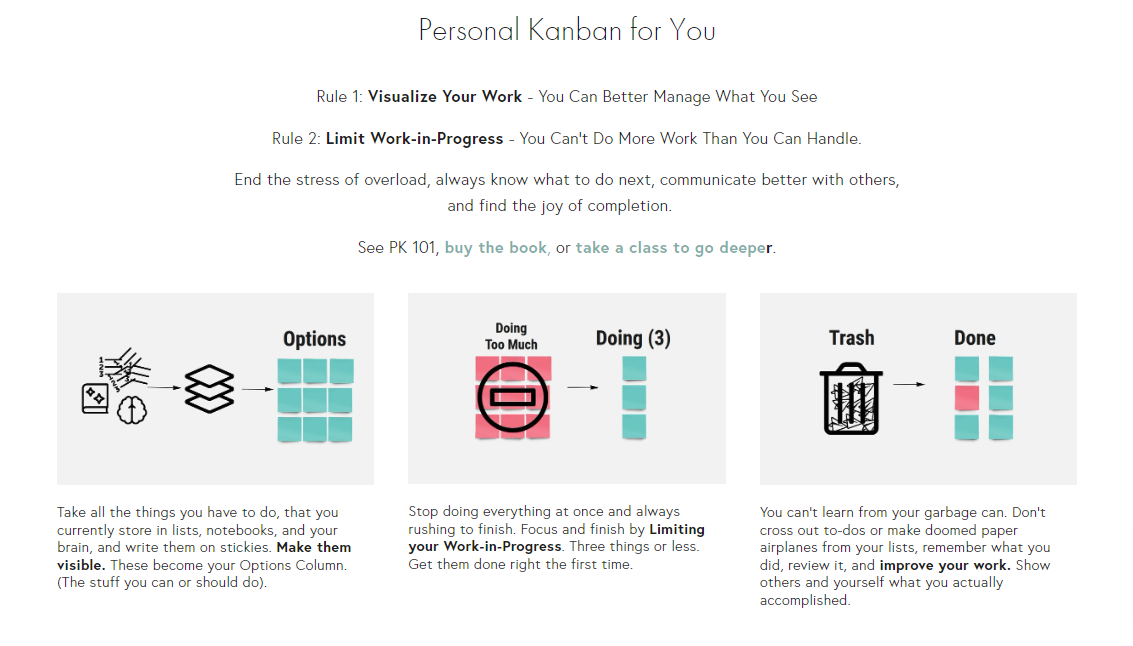 Personal Kanban for You
Rule 1: Visualize Your Work - You Can Better Manage What You See
Rule 2: Limit Work-in-Progress - You Can't Do More Work Than You Can Handle.
End the stress of overload, always know what to do next, communicate better with others,
and find the joy of completion.
See PK 101, buy the book, or take a class to go deeper.
Options
1
2
3
Doing
Too Much
Doing (3)
Trash
Done
Take all the things you have to do, that you
currently store in lists, notebooks, and your
brain, and write them on stickies. Make them
visible. These become your Options Column.
(The stuff you can or should do).
Stop doing everything at once and always
rushing to finish. Focus and finish by Limiting
your Work-in-Progress. Three things or less.
Get them done right the first time.
You can't learn from your garbage can. Don't
cross out to-dos or make doomed paper
airplanes from your lists, remember what you
did, review it, and improve your work. Show
others and yourself what you actually
accomplished.